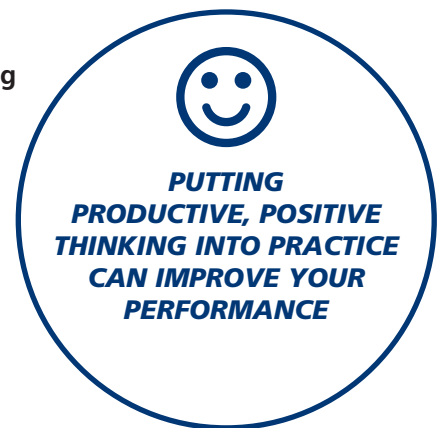 g
PUTTING
PRODUCTIVE, POSITIVE
THINKING INTO PRACTICE
CAN IMPROVE YOUR
PERFORMANCE